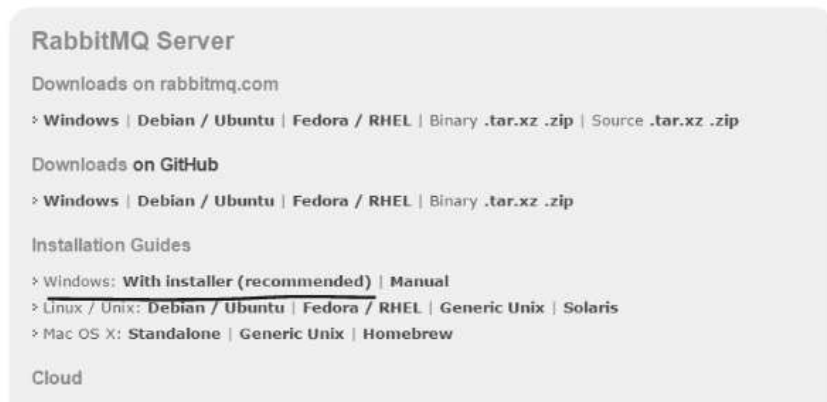 RabbitMQ Server
Downloads on rabbitmq.com
Windows | Debian / Ubuntu | Fedora / RHEL | Binary .tar.xz .zip | Source .tar.xz .zip
Downloads on GitHub
Windows | Debian / Ubuntu | Fedora / RHEL | Binary .tar.xz .zip
Installation Guides
Windows: With installer (recommended) | Manual
Linux / Unix: Debian / Ubuntu | Fedora / RHEL | Generic Unix | Solaris
Mac OS X: Standalone | Generic Unix | Homebrew
Cloud